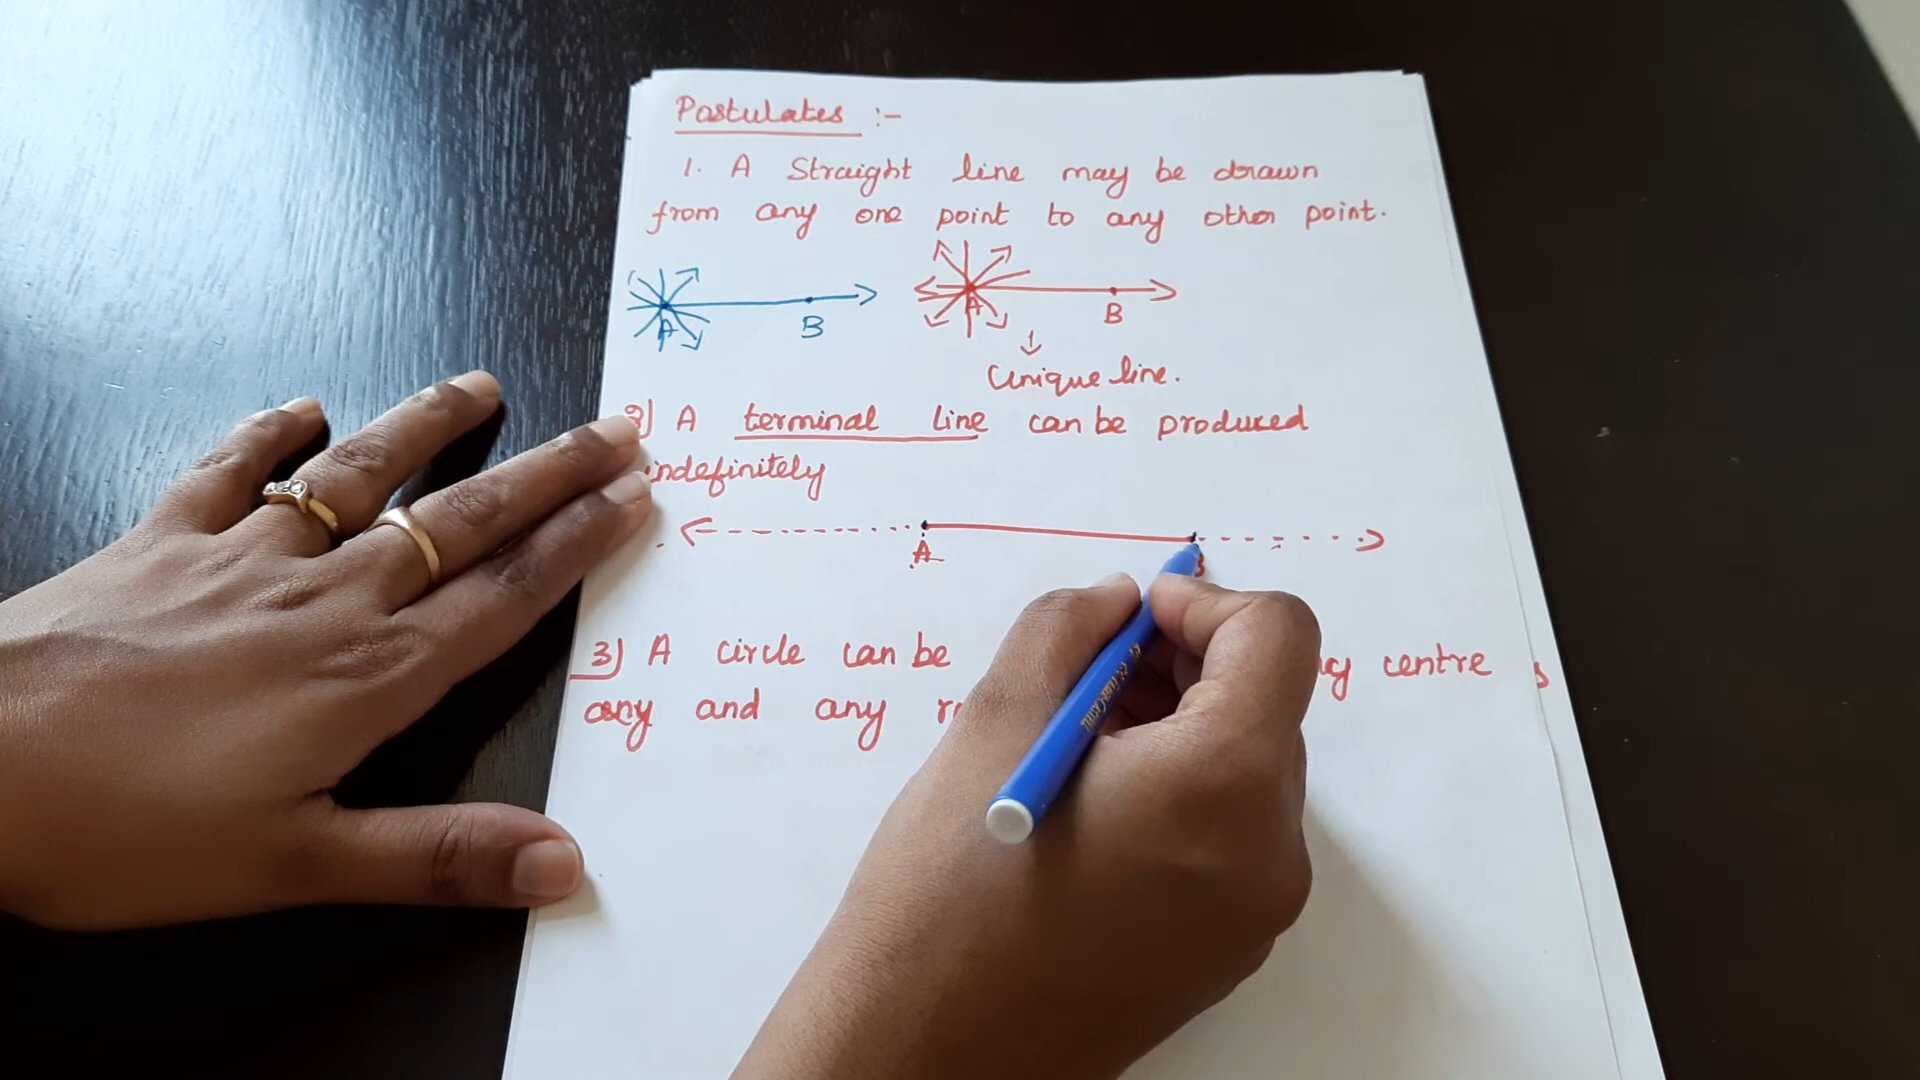 Postulates :-
1. A Straight line may be drawn
from any one point to any other point.
A B
A B
Unique line.
2) A terminal line can be produced
indefinitely
A B
3) A circle can be centre
any and any